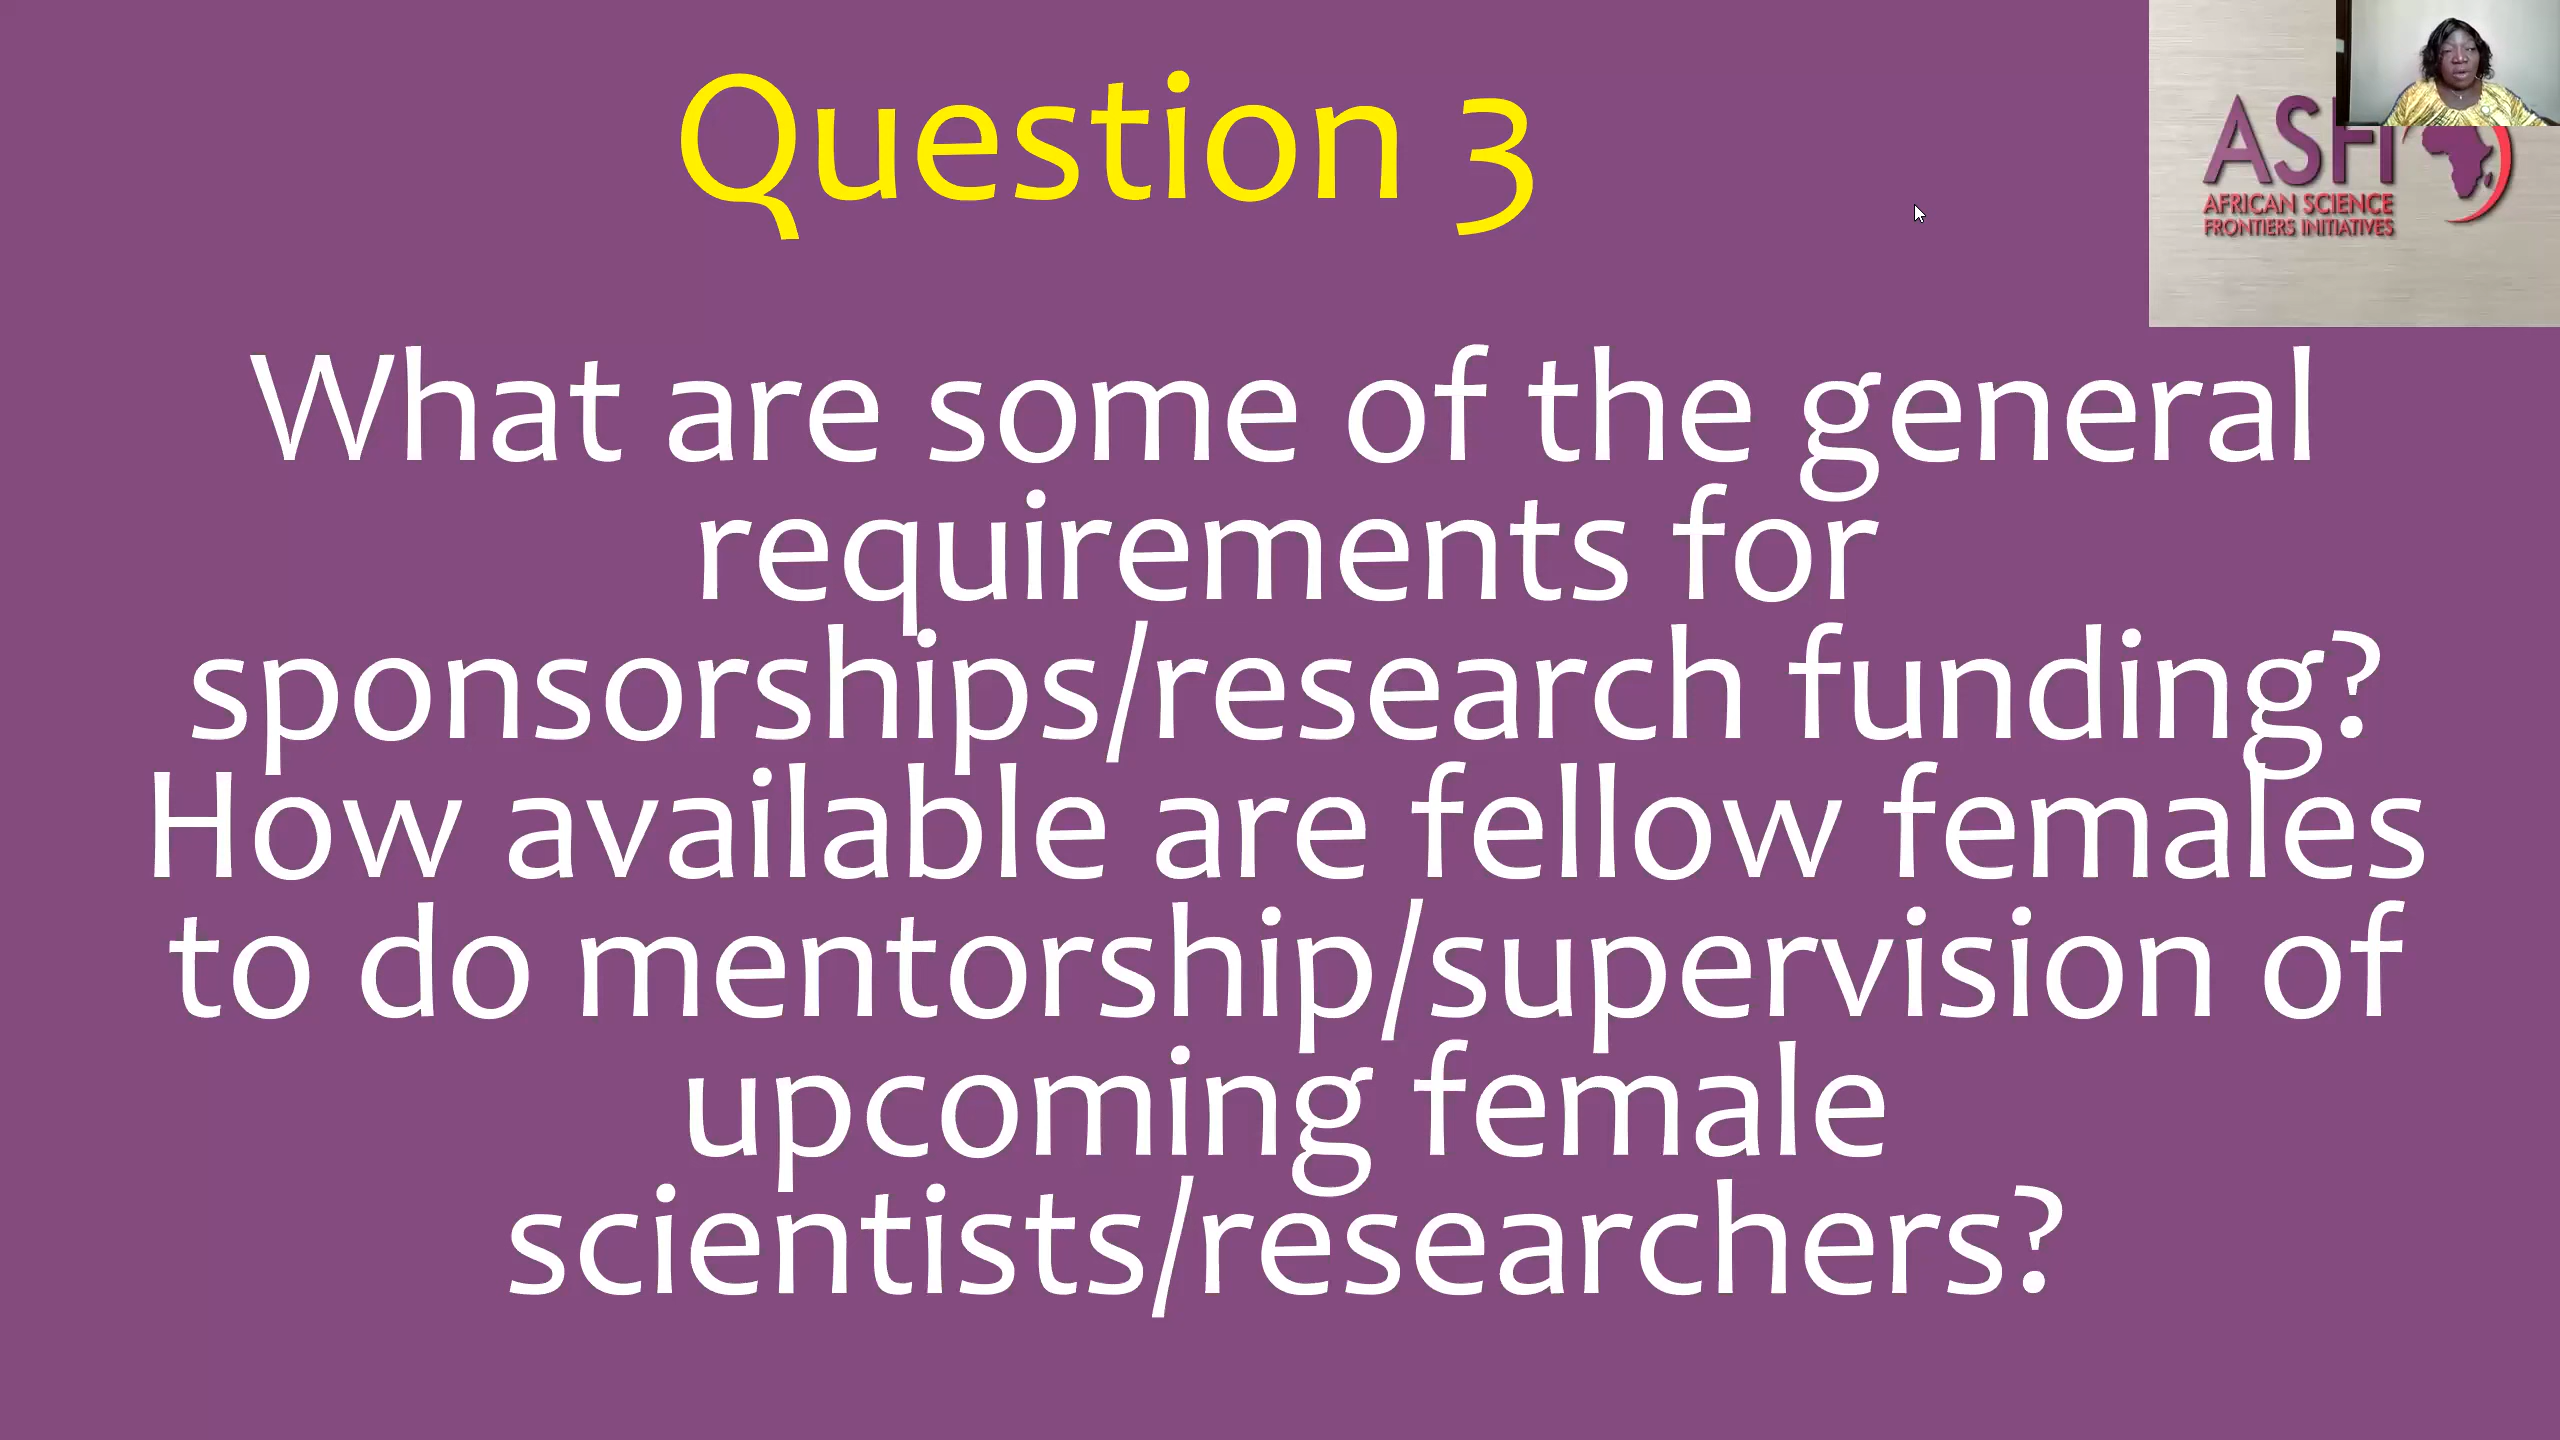 Question 3
What are some of the general
requirements for
sponsorships/research funding?
How available are fellow females
to do mentorship/supervision of
upcoming female
scientists/researchers?
AFRICAN SCIENCE
FRONTIERS INITIATIVES